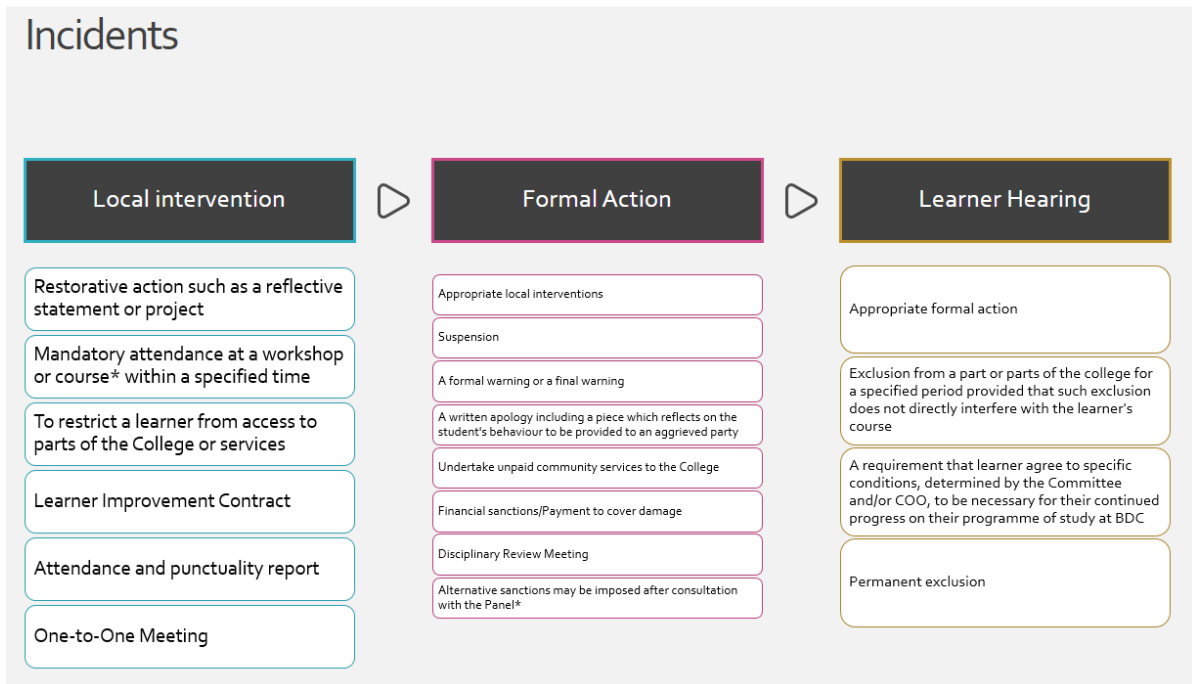 Incidents
Local intervention
Formal Action
Learner Hearing
Restorative action such as a reflective
statement or project
Mandatory attendance at a workshop
or course* within a specified time
To restrict a learner from access to
parts of the College or services
Learner Improvement Contract
Attendance and punctuality report
One-to-One Meeting
Appropriate local interventions
Suspension
A formal warning or a final warning
A written apology including a piece which reflects on the
student's behaviour to be provided to an aggrieved party
Undertake unpaid community services to the College
Financial sanctions/Payment to cover damage
Disciplinary Review Meeting
Alternative sanctions may be imposed after consultation
with the Panel*
Appropriate formal action
Exclusion from a part or parts of the college for
a specified period provided that such exclusion
does not directly interfere with the learner's
course
A requirement that learner agree to specific
conditions, determined by the Committee
and/or COO, to be necessary for their continued
progress on their programme of study at BDC
Permanent exclusion